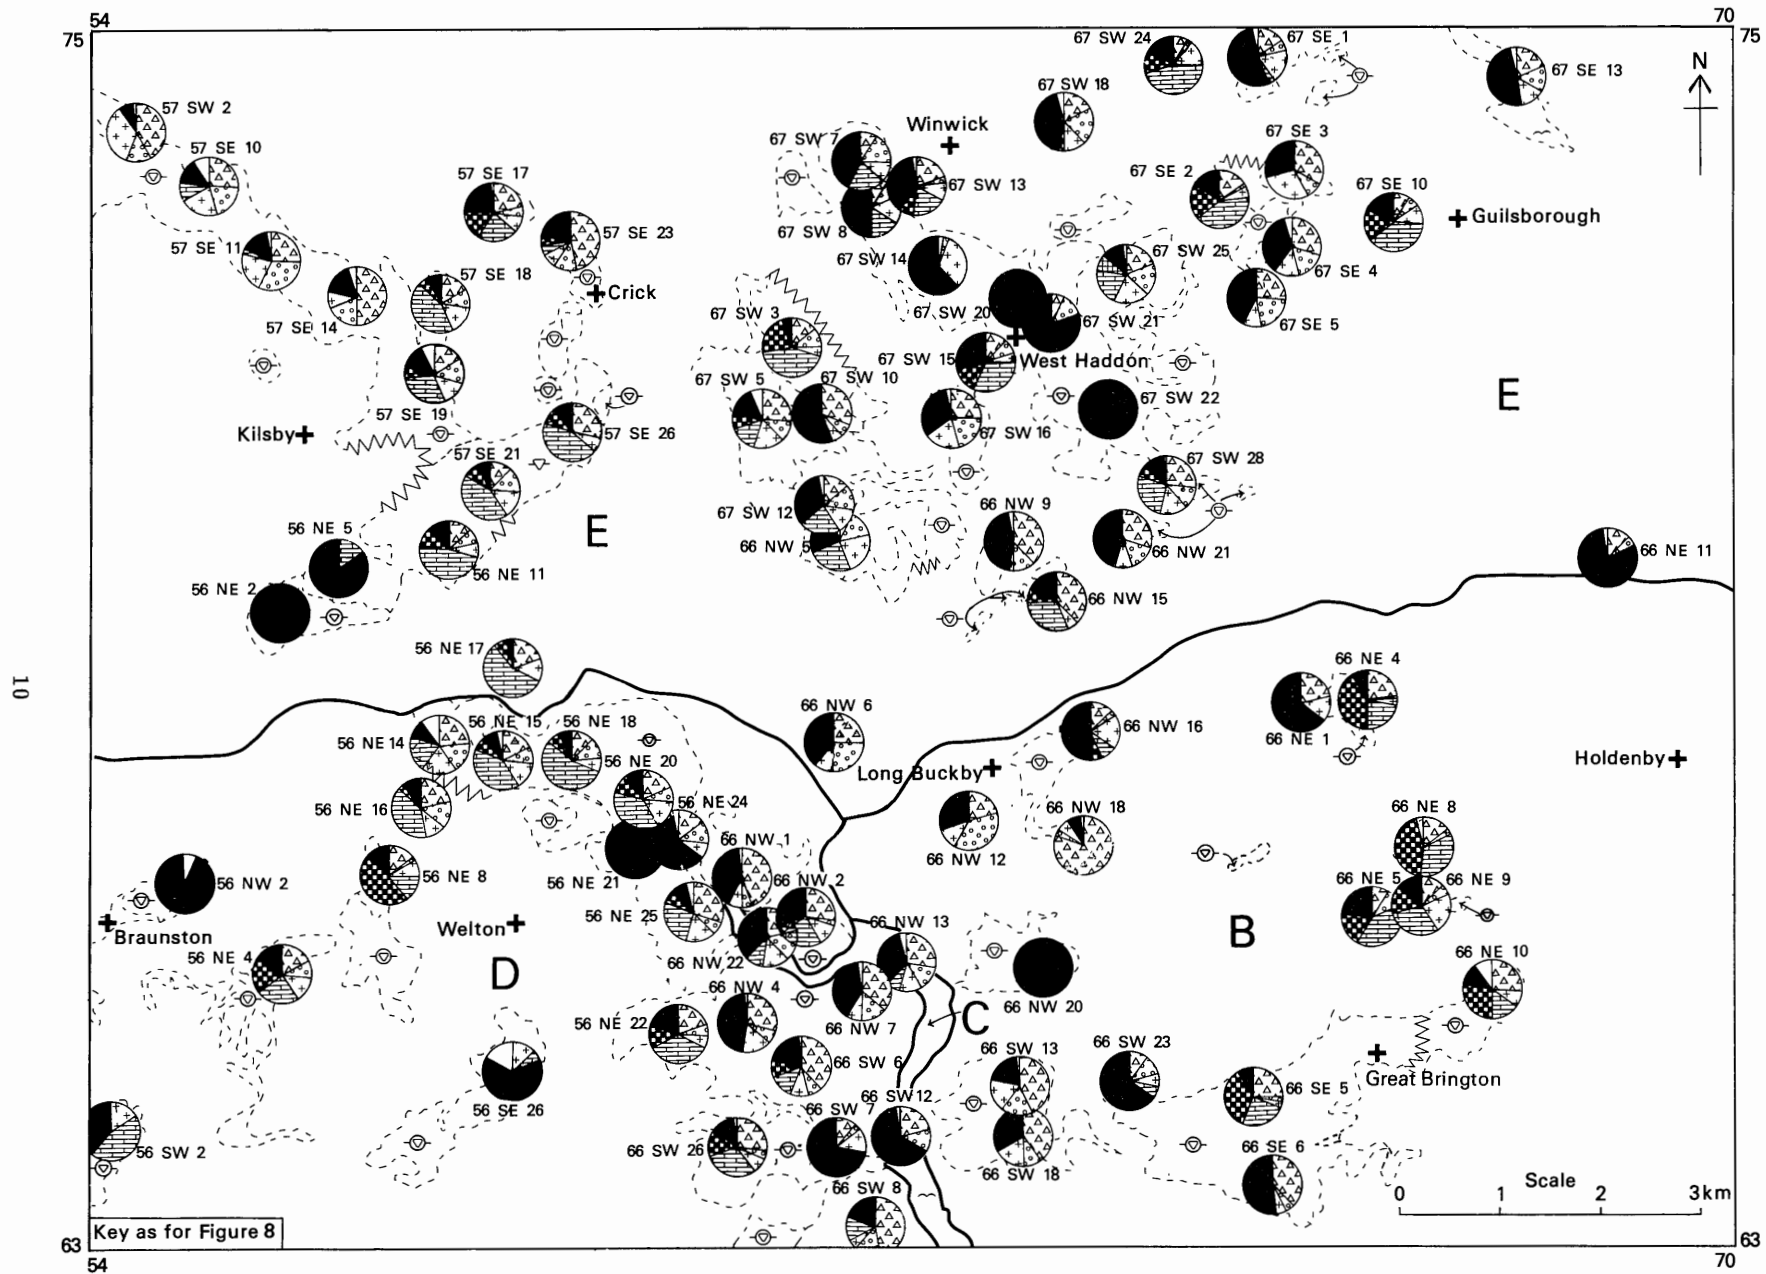 54
70
75
75
67 SW 24
67 SE 1
N
67 SE 13
57 SW 2
67 SW 18
Winwick
67 SW 7
67 SE 3
57 SE 10
57 SE 17
67 SE 2
67 SE 10
67 SW 13
Guilsborough
57 SE 23
67 SW 8
57 SE 11
67 SW 14
67 SW 25
67 SE 4
57 SE 18
Crick
67 SW 3
67 SW 20
67 SW 21
67 SE 5
57 SE 14
67 SW 15
West Haddon
67 SW 5
67 SW 10
E
67 SW 22
57 SE 19
Kilsby
57 SE 26
67 SW 16
57 SE 21
67 SW 28
67 SW 12
66 NW 9
56 NE 5
E
66 NW 5
66 NW 21
66 NW 11
56 NE 11
56 NE 2
66 NW 15
56 NE 17
66 NE 4
10
66 NW 6
56 NE 15
56 NE 18
66 NW 16
56 NE 14
66 NE 1
56 NE 20
Long Buckby
Holdenby
56 NE 16
56 NE 24
66 NW 18
66 NE 8
66 NW 1
66 NW 12
56 NW 2
56 NE 8
56 NE 21
66 NW 2
66 NE 5
66 NE 9
56 NE 25
66 NW 13
Braunston
Welton
B
56 NE 4
66 NW 22
66 NE 10
D
66 NW 4
66 NW 20
56 NE 22
66 NW 7
C
66 SW 13
66 SW 23
66 SW 6
Great Brington
66 SE 5
66 SW 12
56 SE 26
66 SW 7
56 SW 2
66 SW 26
66 SW 18
66 SE 6
Scale
66 SW 8
0 1 2 3km
Key as for Figure 8
63
63
54
70